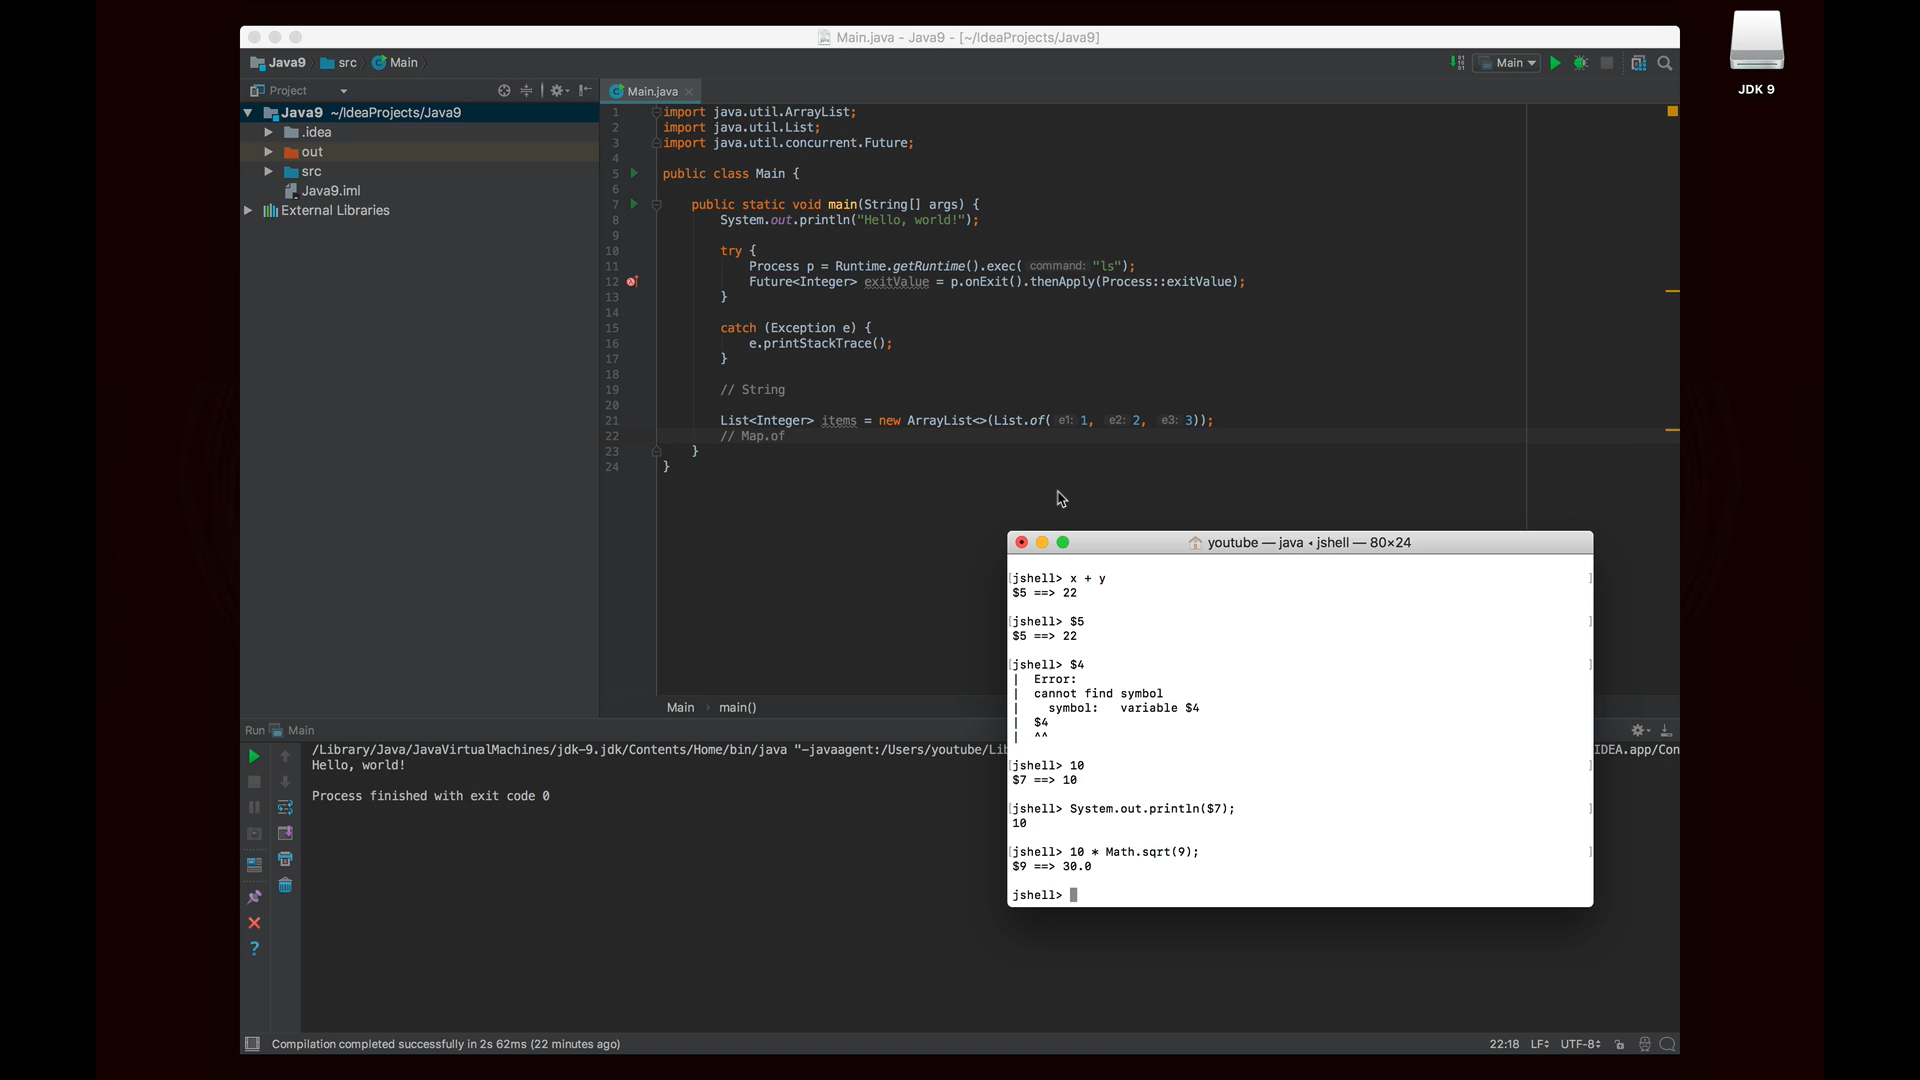 Main.java - Java9 - [~/IdeaProjects/Java9]
JDK 9
Java9 src Main
Main
Project
Main.java
Java9 ~/IdeaProjects/Java9
.idea
out
src
Java9.iml
External Libraries
1 import java.util.ArrayList;
2 import java.util.List;
3 import java.util.concurrent.Future;
4
5 public class Main {
6
7 public static void main(String[] args) {
8 System.out.println("Hello, world!");
9
10 try {
11 Process p = Runtime.getRuntime().exec( command: "ls");
12 Future<Integer> exitValue = p.onExit().thenApply(Process::exitValue);
13 }
14
15 catch (Exception e) {
16 e.printStackTrace();
17 }
18
19 // String
20
21 List<Integer> items = new ArrayList<>(List.of( e1: 1, e2: 2, e3: 3));
22 // Map.of
23 }
24 }
Main main()
youtube — java ◂ jshell — 80×24
[jshell> x + y ]
$5 ==> 22
[jshell> $5 ]
$5 ==> 22
[jshell> $4 ]
| Error:
| cannot find symbol
| symbol: variable $4
| $4
| ^^
[jshell> 10 ]
$7 ==> 10
[jshell> System.out.println($7); ]
10
[jshell> 10 * Math.sqrt(9); ]
$9 ==> 30.0
jshell>
Run Main
/Library/Java/JavaVirtualMachines/jdk-9.jdk/Contents/Home/bin/java "-javaagent:/Users/youtube/Lib IDEA.app/Con
Hello, world!
Process finished with exit code 0
Compilation completed successfully in 2s 62ms (22 minutes ago)
22:18 LF UTF-8